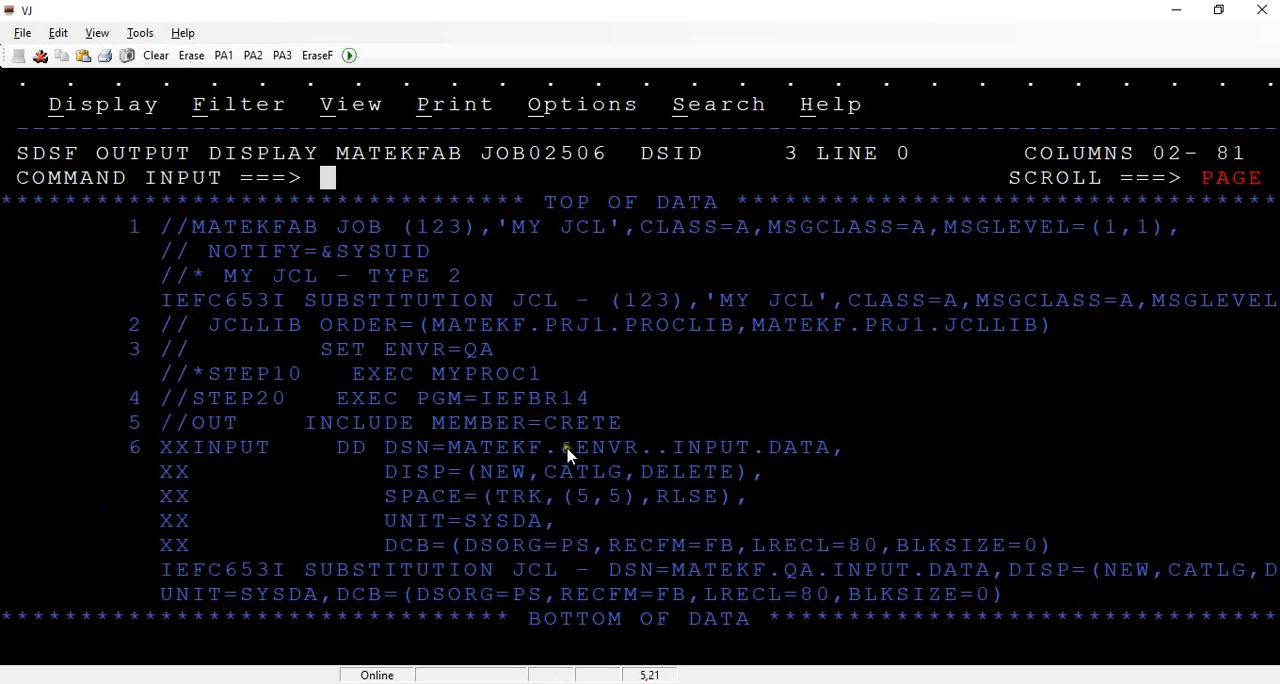 VJ
File Edit View Tools Help
Clear Erase PA1 PA2 PA3 EraseF
Display Filter View Print Options Search Help
--------------------------------------------------------------------------------
SDSF OUTPUT DISPLAY MATEKFAB JOB02506 DSID 3 LINE 0 COLUMNS 02- 81
COMMAND INPUT ===> SCROLL ===> PAGE
********************************* TOP OF DATA **********************************
1 //MATEKFAB JOB (123),'MY JCL',CLASS=A,MSGCLASS=A,MSGLEVEL=(1,1),
// NOTIFY=&SYSUID
//* MY JCL - TYPE 2
IEFC653I SUBSTITUTION JCL - (123),'MY JCL',CLASS=A,MSGCLASS=A,MSGLEVEL
2 // JCLLIB ORDER=(MATEKF.PRJ1.PROCLIB,MATEKF.PRJ1.JCLLIB)
3 // SET ENVR=QA
//*STEP10 EXEC MYPROC1
4 //STEP20 EXEC PGM=IEFBR14
5 //OUT INCLUDE MEMBER=CRETE
6 XXINPUT DD DSN=MATEKF.&ENVR..INPUT.DATA,
XX DISP=(NEW,CATLG,DELETE),
XX SPACE=(TRK,(5,5),RLSE),
XX UNIT=SYSDA,
XX DCB=(DSORG=PS,RECFM=FB,LRECL=80,BLKSIZE=0)
IEFC653I SUBSTITUTION JCL - DSN=MATEKF.QA.INPUT.DATA,DISP=(NEW,CATLG,D
UNIT=SYSDA,DCB=(DSORG=PS,RECFM=FB,LRECL=80,BLKSIZE=0)
******************************** BOTTOM OF DATA ********************************
Online 5,21